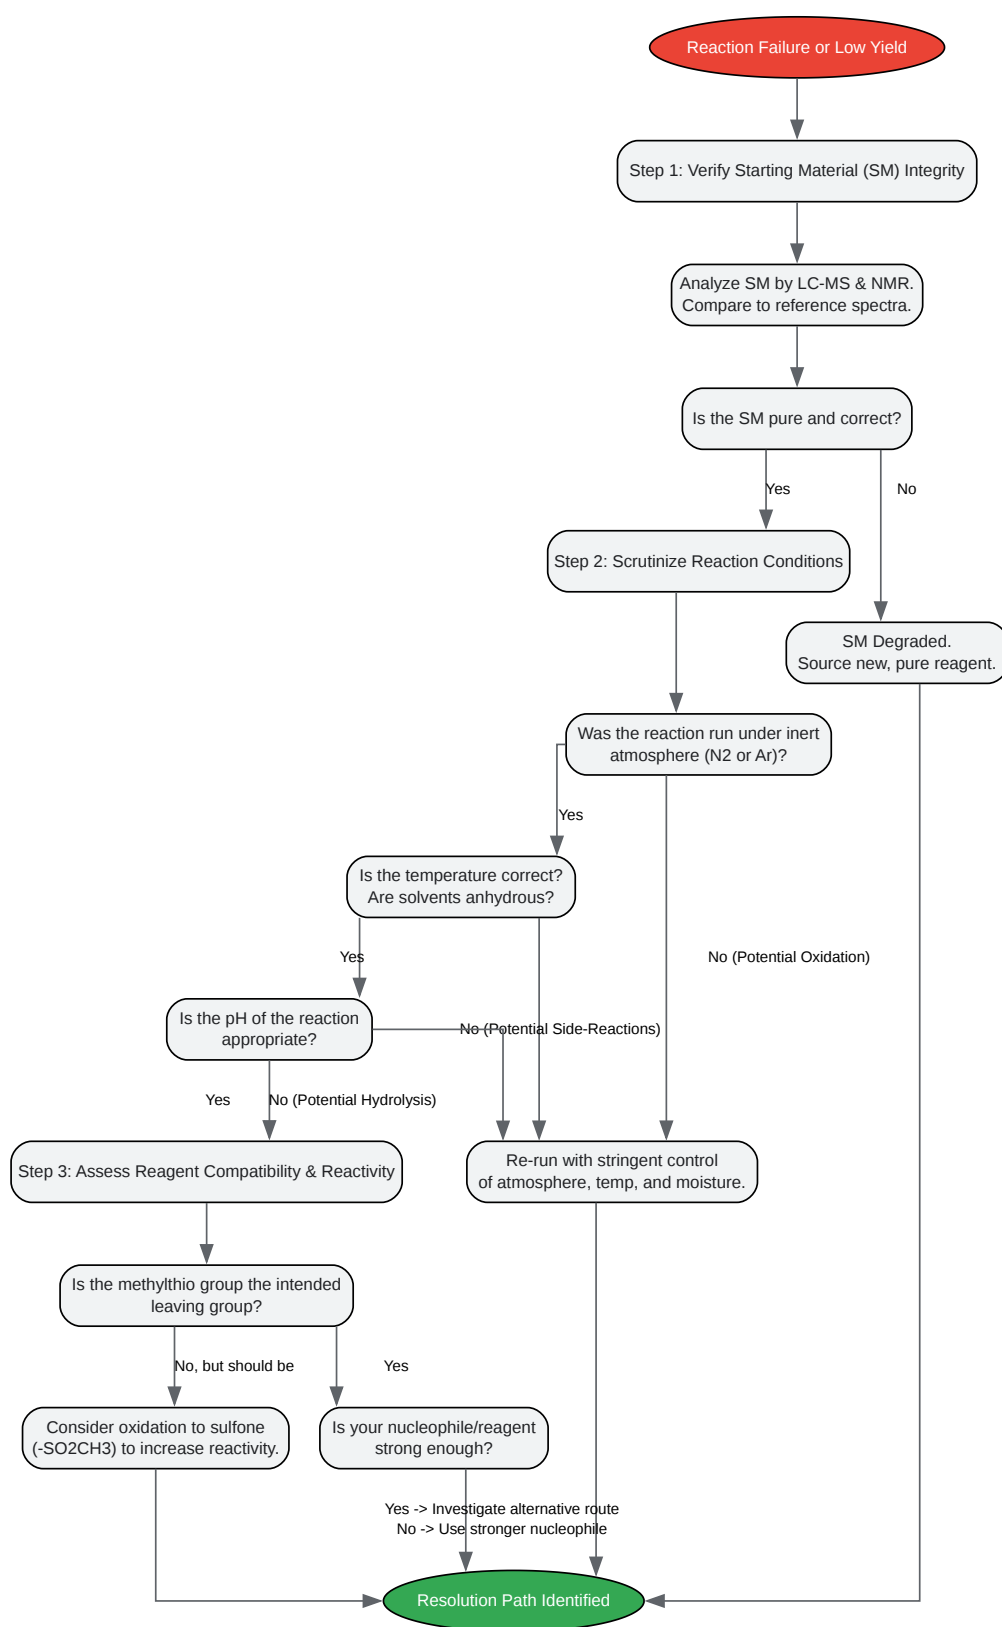 Reaction Failure or Low Yield
Step 1: Verify Starting Material (SM) Integrity
Analyze SM by LC-MS & NMR.
Compare to reference spectra.
Is the SM pure and correct?
Yes
No
Step 2: Scrutinize Reaction Conditions
SM Degraded.
Source new, pure reagent.
Was the reaction run under inert
atmosphere (N2 or Ar)?
Yes
Is the temperature correct?
Are solvents anhydrous?
Yes
No (Potential Oxidation)
Is the pH of the reaction
appropriate?
No (Potential Side-Reactions)
Yes
No (Potential Hydrolysis)
Step 3: Assess Reagent Compatibility & Reactivity
Re-run with stringent control
of atmosphere, temp, and moisture.
Is the methylthio group the intended
leaving group?
No, but should be
Yes
Consider oxidation to sulfone
(-SO2CH3) to increase reactivity.
Is your nucleophile/reagent
strong enough?
Yes -> Investigate alternative route
No -> Use stronger nucleophile
Resolution Path Identified